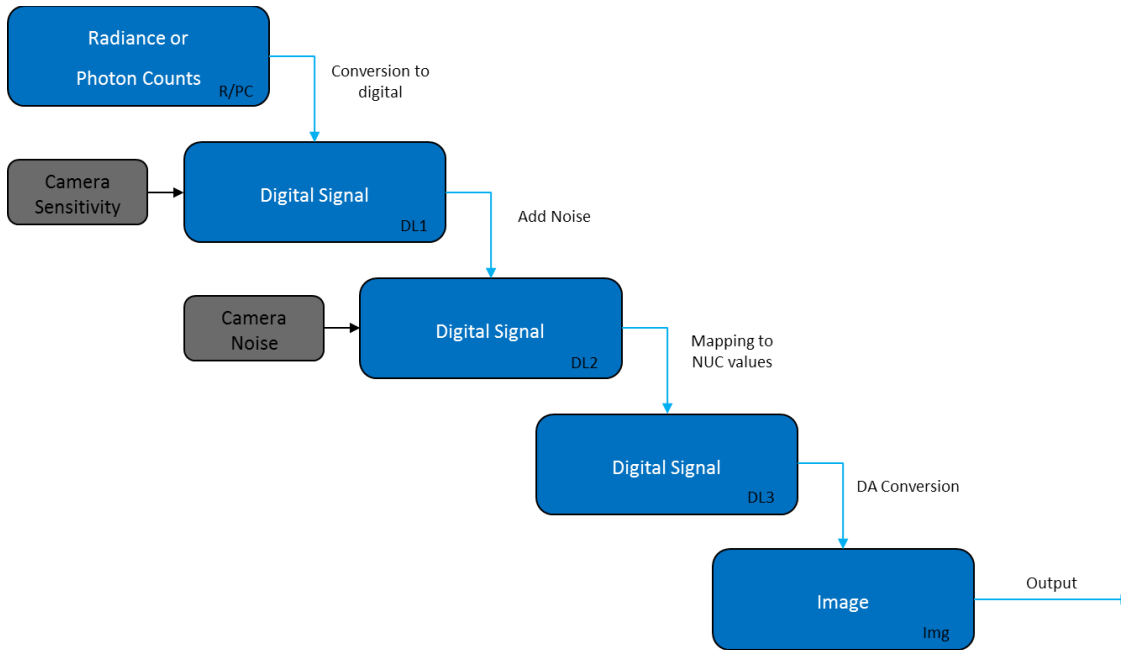 Radiance or
Photon Counts
R/PC
Conversion to
digital
Camera
Sensitivity
Digital Signal
DL1
Add Noise
Camera
Noise
Digital Signal
DL2
Mapping to
NUC values
Digital Signal
DL3
DA Conversion
Image
Img
Output